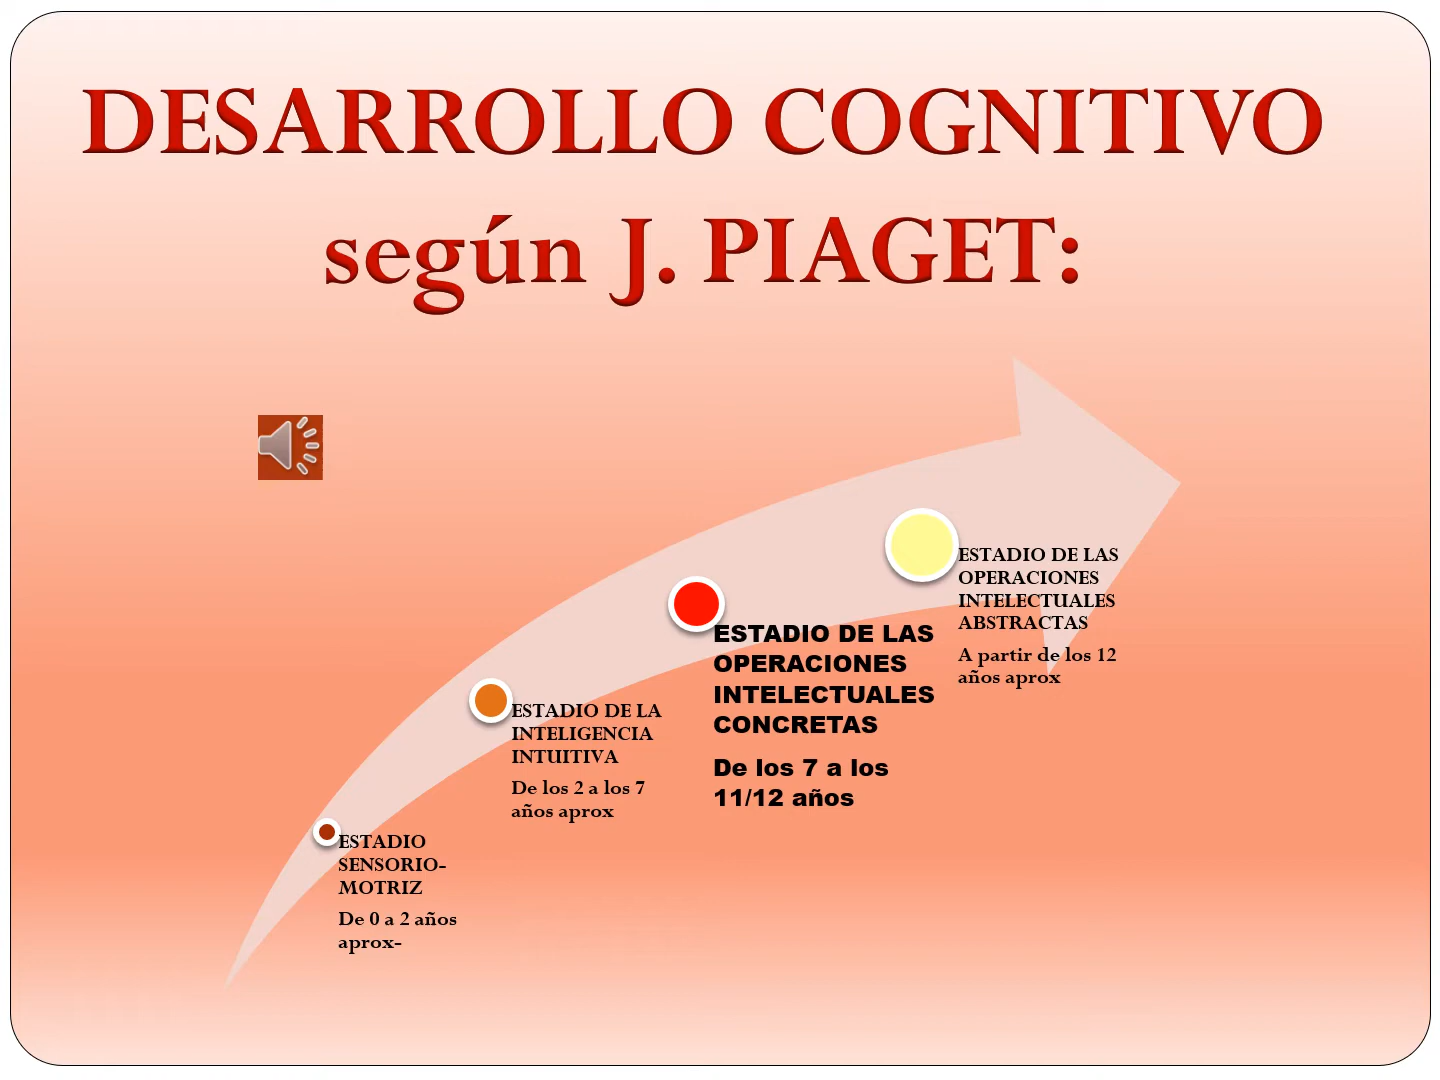 DESARROLLO COGNITIVO
según J. PIAGET:
ESTADIO
SENSORIO-
MOTRIZ
De 0 a 2 años
aprox-
ESTADIO DE LA
INTELIGENCIA
INTUITIVA
De los 2 a los 7
años aprox
ESTADIO DE LAS
OPERACIONES
INTELECTUALES
CONCRETAS
De los 7 a los
11/12 años
ESTADIO DE LAS
OPERACIONES
INTELECTUALES
ABSTRACTAS
A partir de los 12
años aprox